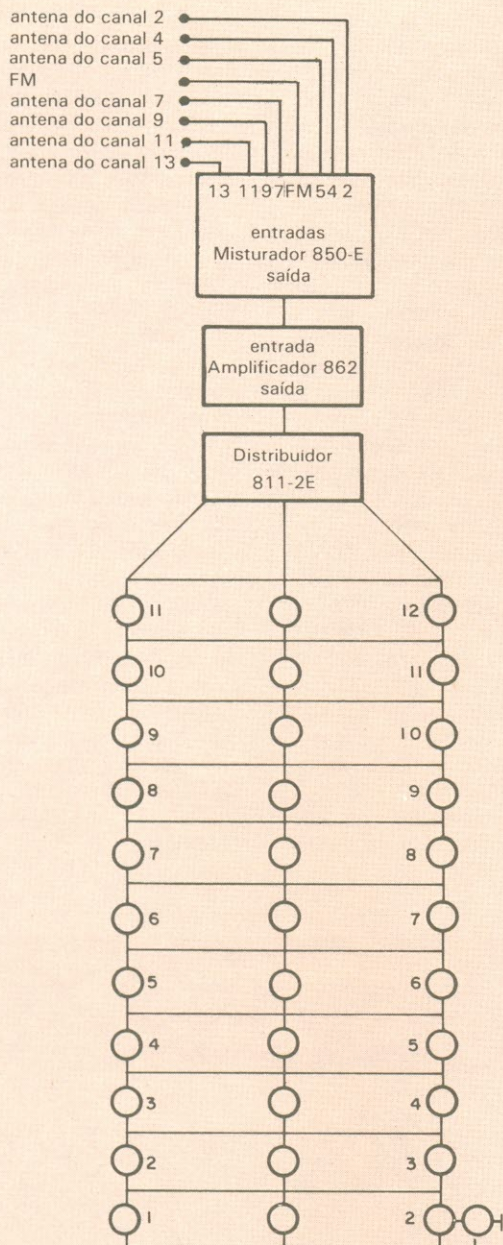 antena do canal 2
antena do canal 4
antena do canal 5
FM
antena do canal 7
antena do canal 9
antena do canal 11
antena do canal 13
13 11 9 7 FM 5 4 2
entradas
Misturador 850-E
saída
entrada
Amplificador 862
saída
Distribuidor
811-2E
11 12
10 11
9 10
8 9
7 8
6 7
5 6
4 5
3 4
2 3
1 2